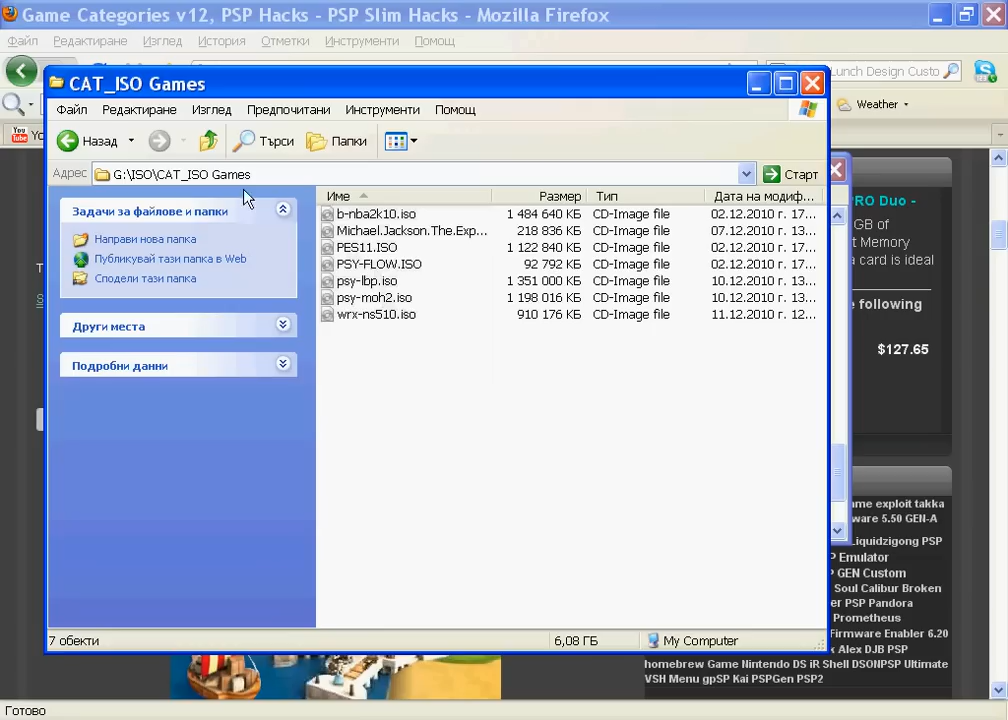 Game Categories v12, PSP Hacks - PSP Slim Hacks - Mozilla Firefox
Файл Редактиране Изглед История Отметки Инструменти Помощ
Lunch Design Custo
Weather
You
CAT_ISO Games
Файл Редактиране Изглед Предпочитани Инструменти Помощ
Назад Търси Папки
Адрес G:\ISO\CAT_ISO Games Старт
Задачи за файлове и папки
Направи нова папка
Публикувай тази папка в Web
Сподели тази папка
Други места
Подробни данни
Име Размер Тип Дата на модиф...
b-nba2k10.iso 1 484 640 КБ CD-Image file 02.12.2010 г. 17...
Michael.Jackson.The.Exp... 218 836 КБ CD-Image file 07.12.2010 г. 13...
PES11.ISO 1 122 840 КБ CD-Image file 02.12.2010 г. 17...
PSY-FLOW.ISO 92 792 КБ CD-Image file 02.12.2010 г. 17...
psy-lbp.iso 1 351 000 КБ CD-Image file 10.12.2010 г. 13...
psy-moh2.iso 1 198 016 КБ CD-Image file 10.12.2010 г. 13...
wrx-ns510.iso 910 176 КБ CD-Image file 11.12.2010 г. 12...
7 обекти 6,08 ГБ My Computer
RO Duo -
GB of
t Memory
a card is ideal
e following
$127.65
ame exploit takka
ware 5.50 GEN-A
Liquidzigong PSP
P Emulator
P GEN Custom
Soul Calibur Broken
er PSP Pandora
Prometheus
Firmware Enabler 6.20
x Alex DJB PSP
homebrew Game Nintendo DS iR Shell DSONPSP Ultimate
VSH Menu gpSP Kai PSPGen PSP2
Готово